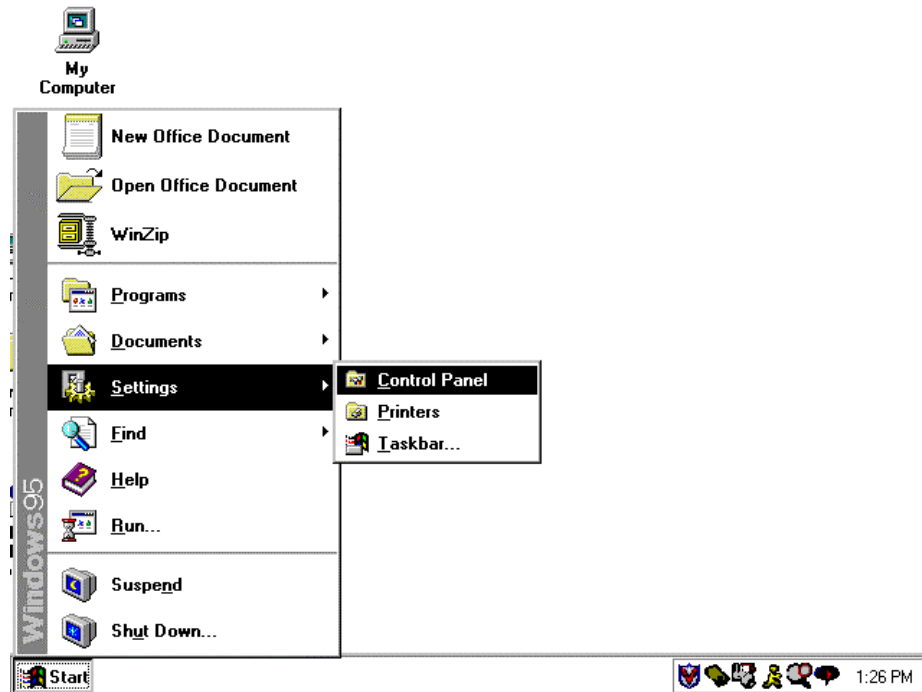 My
Computer
New Office Document
Open Office Document
WinZip
Programs
Documents
Settings
Find
Help
Run...
Suspend
Shut Down...
Windows95
Control Panel
Printers
Taskbar...
Start
1:26 PM